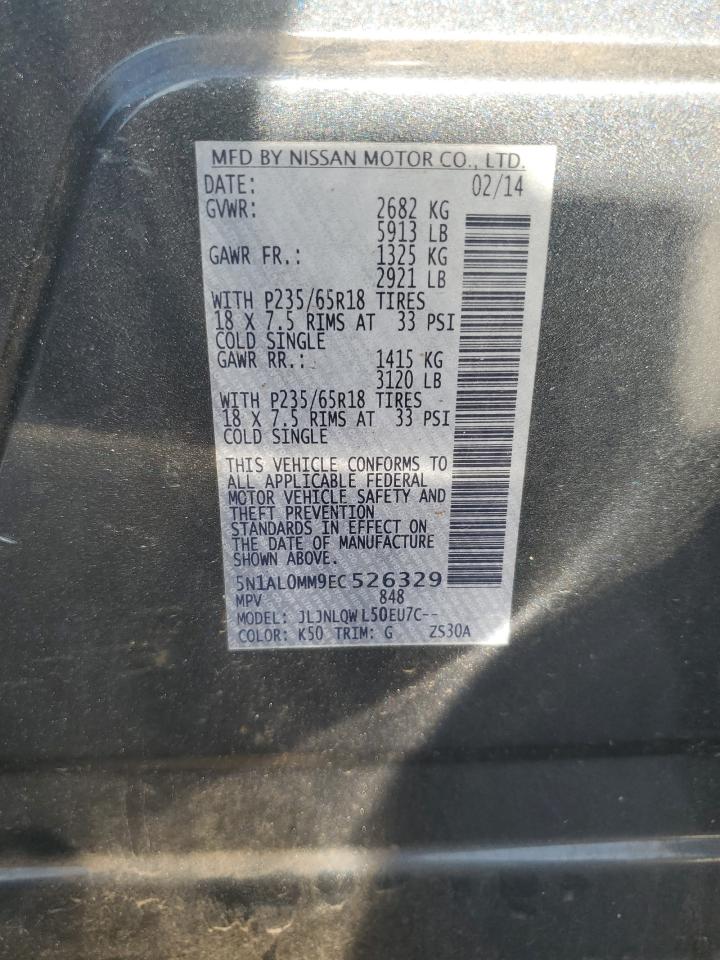 MFD BY NISSAN MOTOR CO., LTD.
DATE: 02/14
GVWR: 2682 KG
5913 LB
GAWR FR.: 1325 KG
2921 LB
WITH P235/65R18 TIRES
18 X 7.5 RIMS AT 33 PSI
COLD SINGLE
GAWR RR.: 1415 KG
3120 LB
WITH P235/65R18 TIRES
18 X 7.5 RIMS AT 33 PSI
COLD SINGLE
THIS VEHICLE CONFORMS TO
ALL APPLICABLE FEDERAL
MOTOR VEHICLE SAFETY AND
THEFT PREVENTION
STANDARDS IN EFFECT ON
THE DATE OF MANUFACTURE
SHOWN ABOVE.
5N1AL0MM9EC526329
MPV 848
MODEL: JLJNLQWL50EU7C--
COLOR: K50 TRIM: G ZS30A